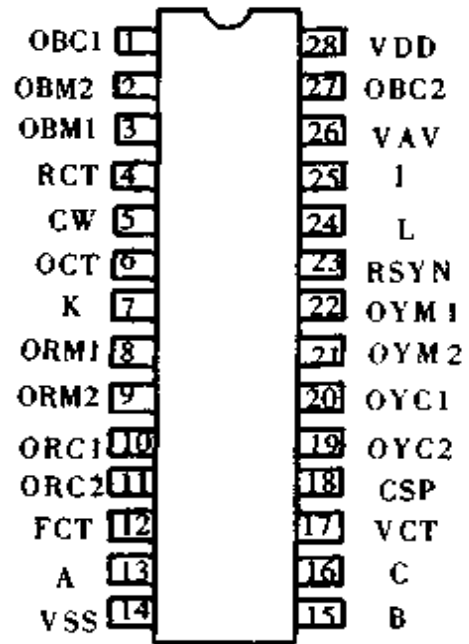 OBC1 1 28 VDD
OBM2 2 27 OBC2
OBM1 3 26 VAV
RCT 4 25 I
CW 5 24 L
OCT 6 23 RSYN
K 7 22 OYM1
ORM1 8 21 OYM2
ORM2 9 20 OYC1
ORC1 10 19 OYC2
ORC2 11 18 CSP
FCT 12 17 VCT
A 13 16 C
VSS 14 15 B